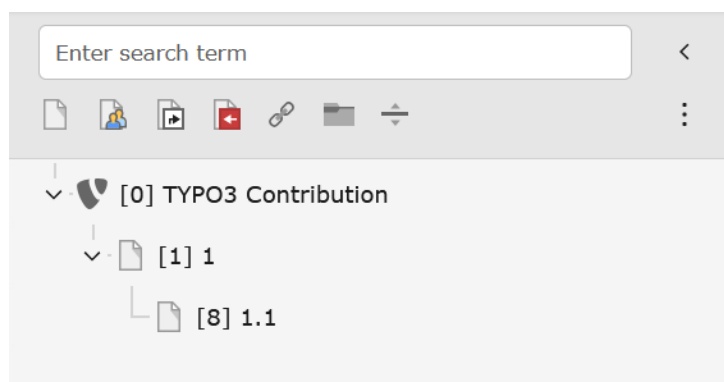 Enter search term
[0] TYPO3 Contribution
[1] 1
[8] 1.1